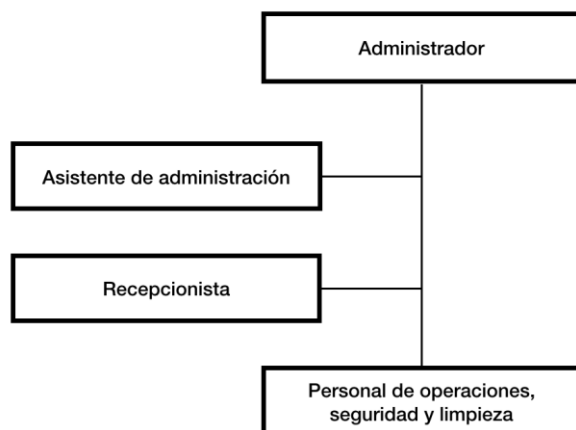 Administrador
Asistente de administración
Recepcionista
Personal de operaciones,
seguridad y limpieza